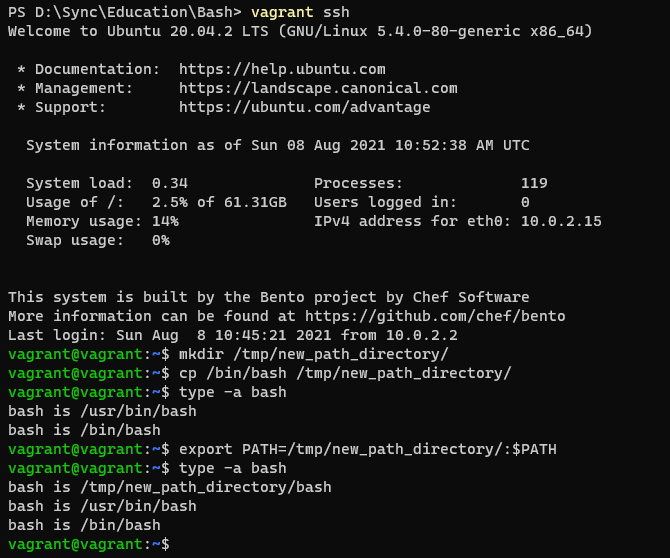 PS D:\Sync\Education\Bash> vagrant ssh
Welcome to Ubuntu 20.04.2 LTS (GNU/Linux 5.4.0-80-generic x86_64)
* Documentation:  https://help.ubuntu.com
* Management:     https://landscape.canonical.com
* Support:        https://ubuntu.com/advantage
System information as of Sun 08 Aug 2021 10:52:38 AM UTC
System load:  0.34              Processes:             119
Usage of /:   2.5% of 61.31GB   Users logged in:       0
Memory usage: 14%               IPv4 address for eth0: 10.0.2.15
Swap usage:   0%
This system is built by the Bento project by Chef Software
More information can be found at https://github.com/chef/bento
Last login: Sun Aug  8 10:45:21 2021 from 10.0.2.2
vagrant@vagrant:~$ mkdir /tmp/new_path_directory/
vagrant@vagrant:~$ cp /bin/bash /tmp/new_path_directory/
vagrant@vagrant:~$ type -a bash
bash is /usr/bin/bash
bash is /bin/bash
vagrant@vagrant:~$ export PATH=/tmp/new_path_directory/:$PATH
vagrant@vagrant:~$ type -a bash
bash is /tmp/new_path_directory/bash
bash is /usr/bin/bash
bash is /bin/bash
vagrant@vagrant:~$